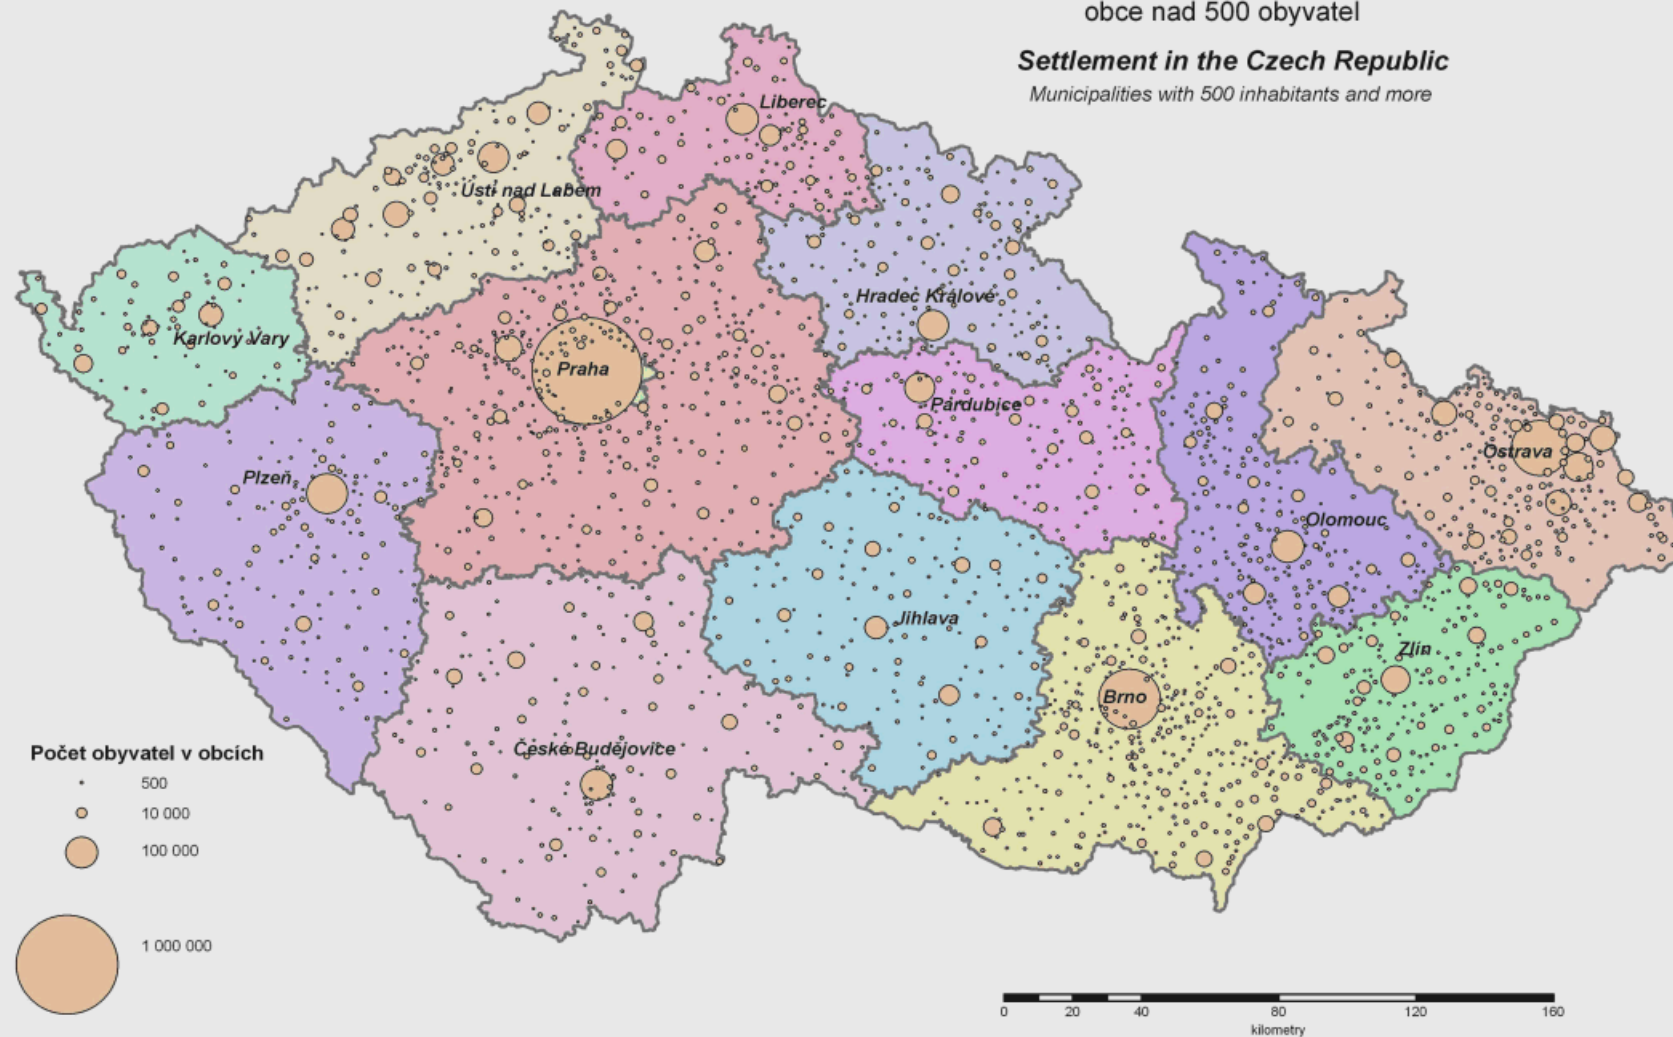 obce nad 500 obyvatel
Settlement in the Czech Republic
Municipalities with 500 inhabitants and more
Liberec
Ústí nad Labem
Hradec Králové
Karlovy Vary
Praha
Pardubice
Plzeň
Ostrava
Olomouc
Jihlava
Zlín
Brno
České Budějovice
Počet obyvatel v obcích
500
10 000
100 000
1 000 000
0 20 40 80 120 160
kilometry